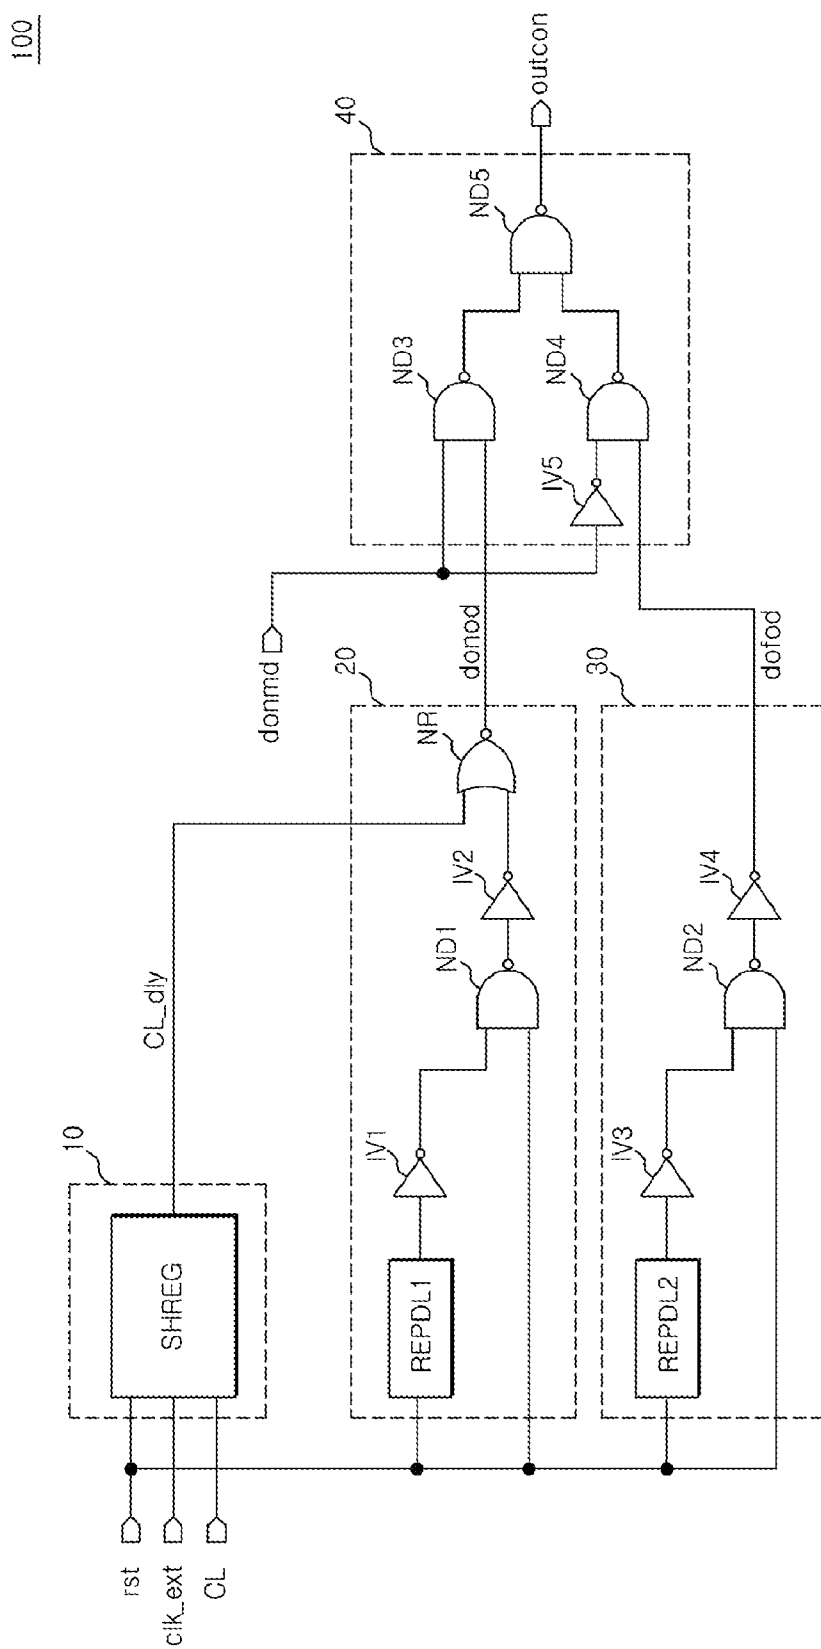 100
rst
clk_ext
CL
10
SHREG
CL_dly
20
REPDL1
IV1
ND1
IV2
NR
donod
30
REPDL2
IV3
ND2
IV4
dofod
donmd
40
ND3
IV5
ND4
ND5
outcon